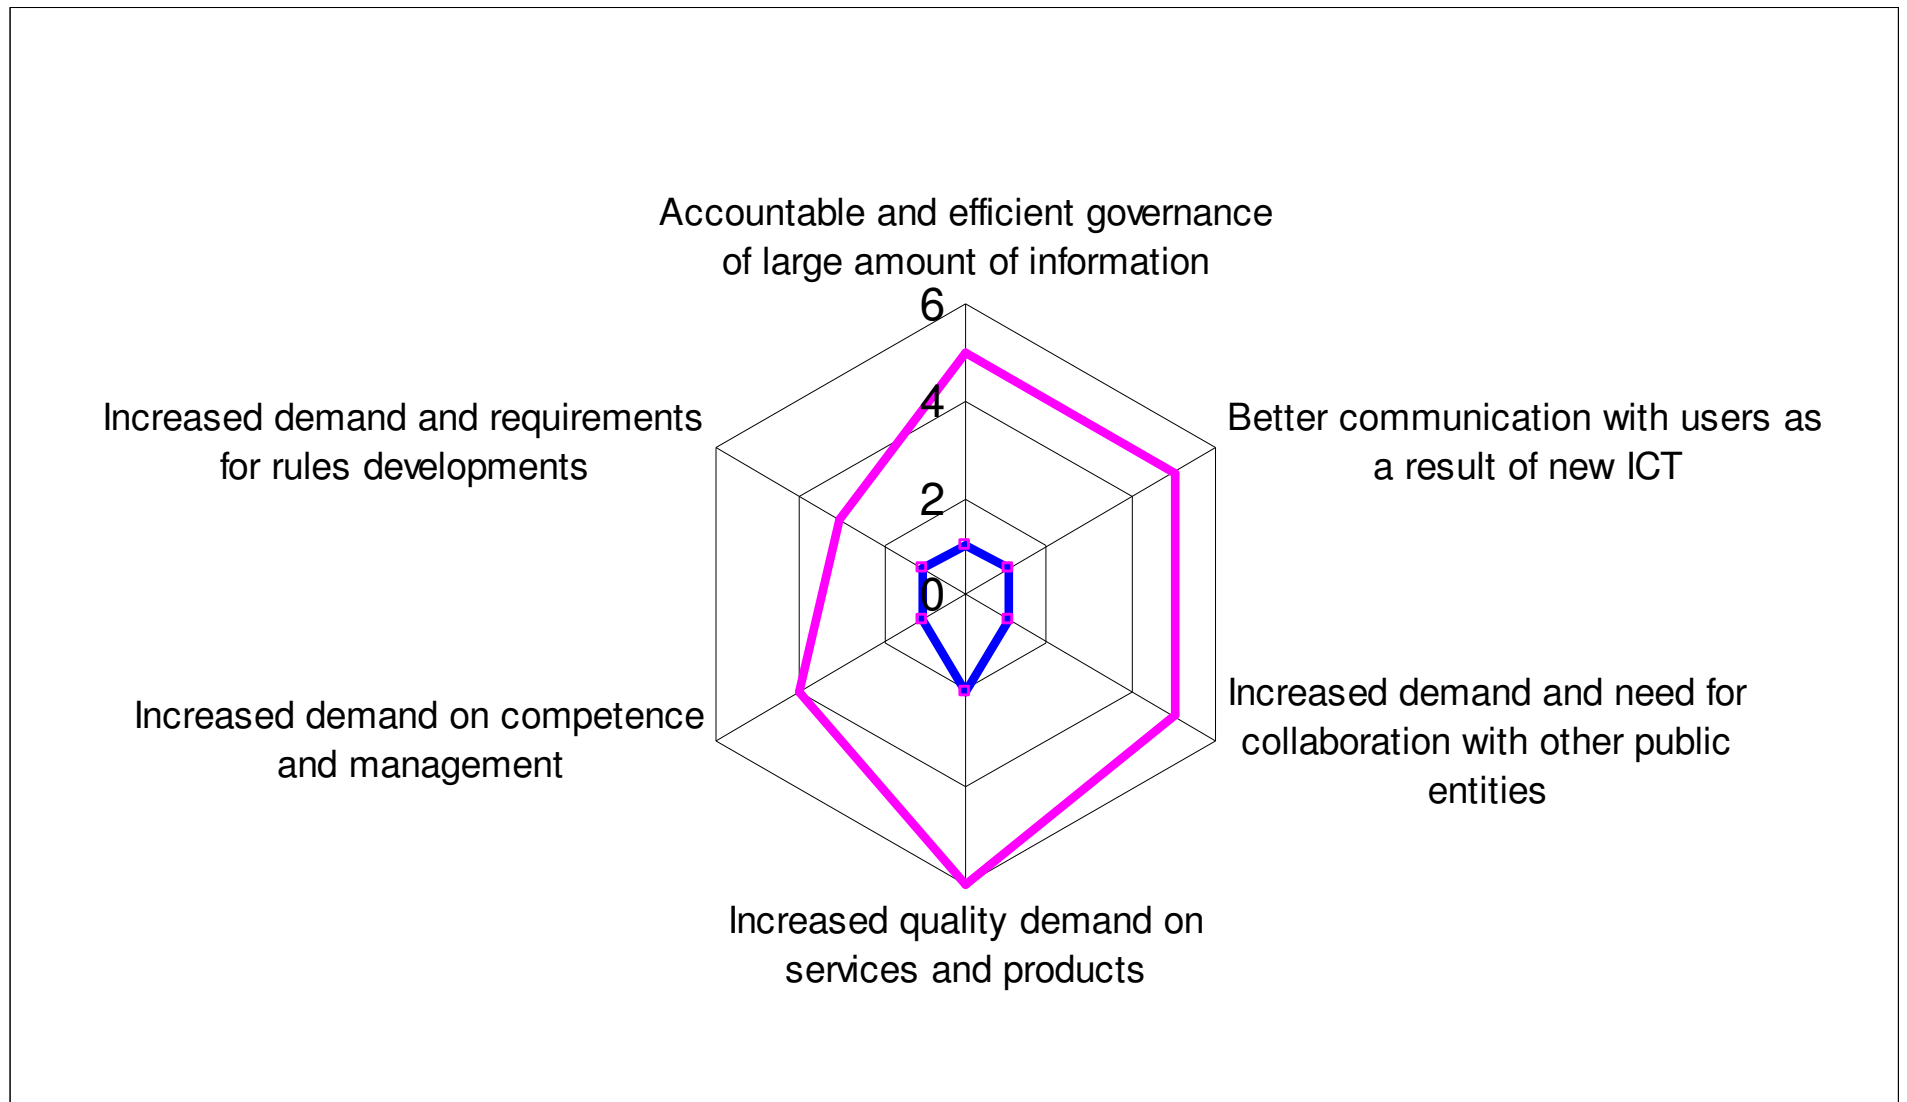 Accountable and efficient governance
of large amount of information
6
4
2
0
Better communication with users as
a result of new ICT
Increased demand and need for
collaboration with other public
entities
Increased quality demand on
services and products
Increased demand on competence
and management
Increased demand and requirements
for rules developments